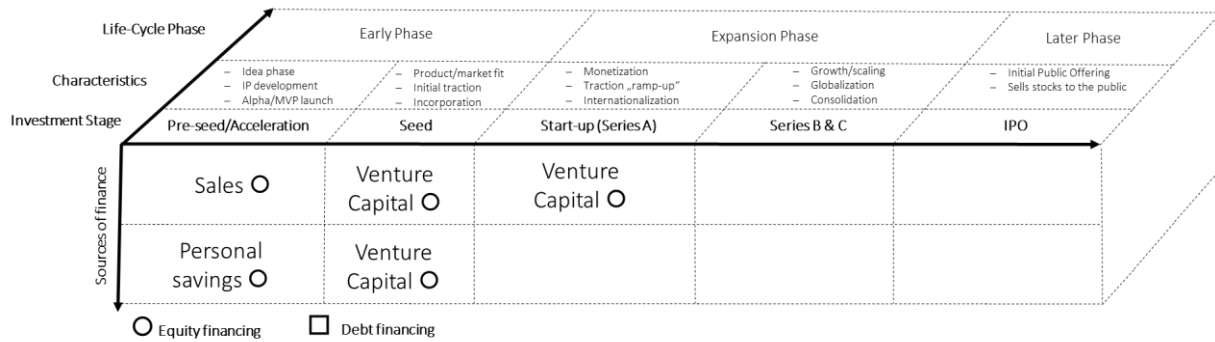 Life-Cycle Phase
Early Phase
Expansion Phase
Later Phase
Characteristics
– Idea phase
– IP development
– Alpha/MVP launch
– Product/market fit
– Initial traction
– Incorporation
– Monetization
– Traction „ramp-up“
– Internationalization
– Growth/scaling
– Globalization
– Consolidation
– Initial Public Offering
– Sells stocks to the public
Investment Stage
Pre-seed/Acceleration
Seed
Start-up (Series A)
Series B & C
IPO
Sources of finance
Sales
Venture
Capital
Venture
Capital
Personal
savings
Venture
Capital
Equity financing
Debt financing